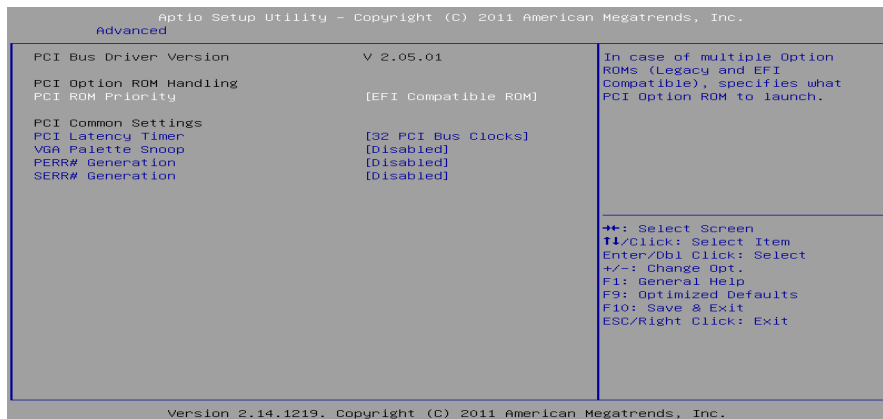 Aptio Setup Utility – Copyright (C) 2011 American Megatrends, Inc.
Advanced
PCI Bus Driver Version V 2.05.01
PCI Option ROM Handling
PCI ROM Priority [EFI Compatible ROM]
PCI Common Settings
PCI Latency Timer [32 PCI Bus Clocks]
VGA Palette Snoop [Disabled]
PERR# Generation [Disabled]
SERR# Generation [Disabled]
In case of multiple Option
ROMs (Legacy and EFI
Compatible), specifies what
PCI Option ROM to launch.
→←: Select Screen
↑↓/Click: Select Item
Enter/Dbl Click: Select
+/-: Change Opt.
F1: General Help
F9: Optimized Defaults
F10: Save & Exit
ESC/Right Click: Exit
Version 2.14.1219. Copyright (C) 2011 American Megatrends, Inc.